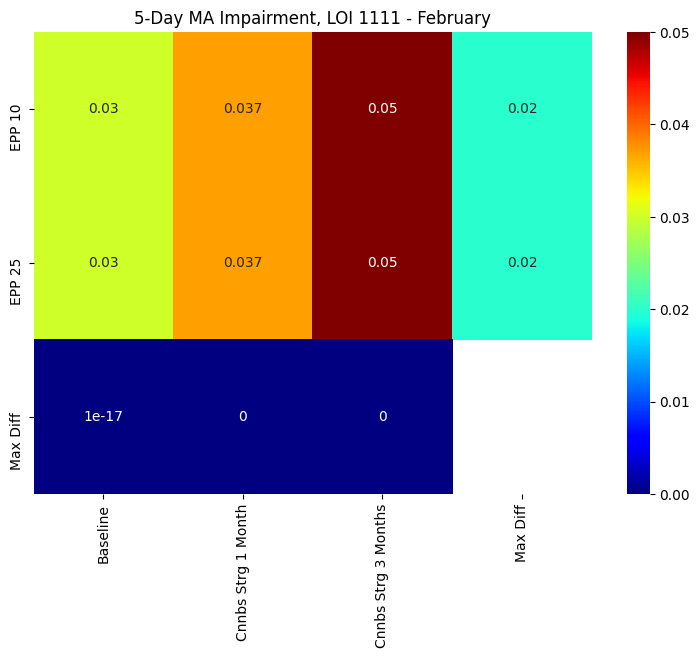 5-Day MA Impairment, LOI 1111 - February
EPP 10
0.03 0.037 0.05 0.02
EPP 25
0.03 0.037 0.05 0.02
Max Diff
1e-17 0 0
Baseline
Cnnbs Strg 1 Month
Cnnbs Strg 3 Months
Max Diff
0.05
0.04
0.03
0.02
0.01
0.00